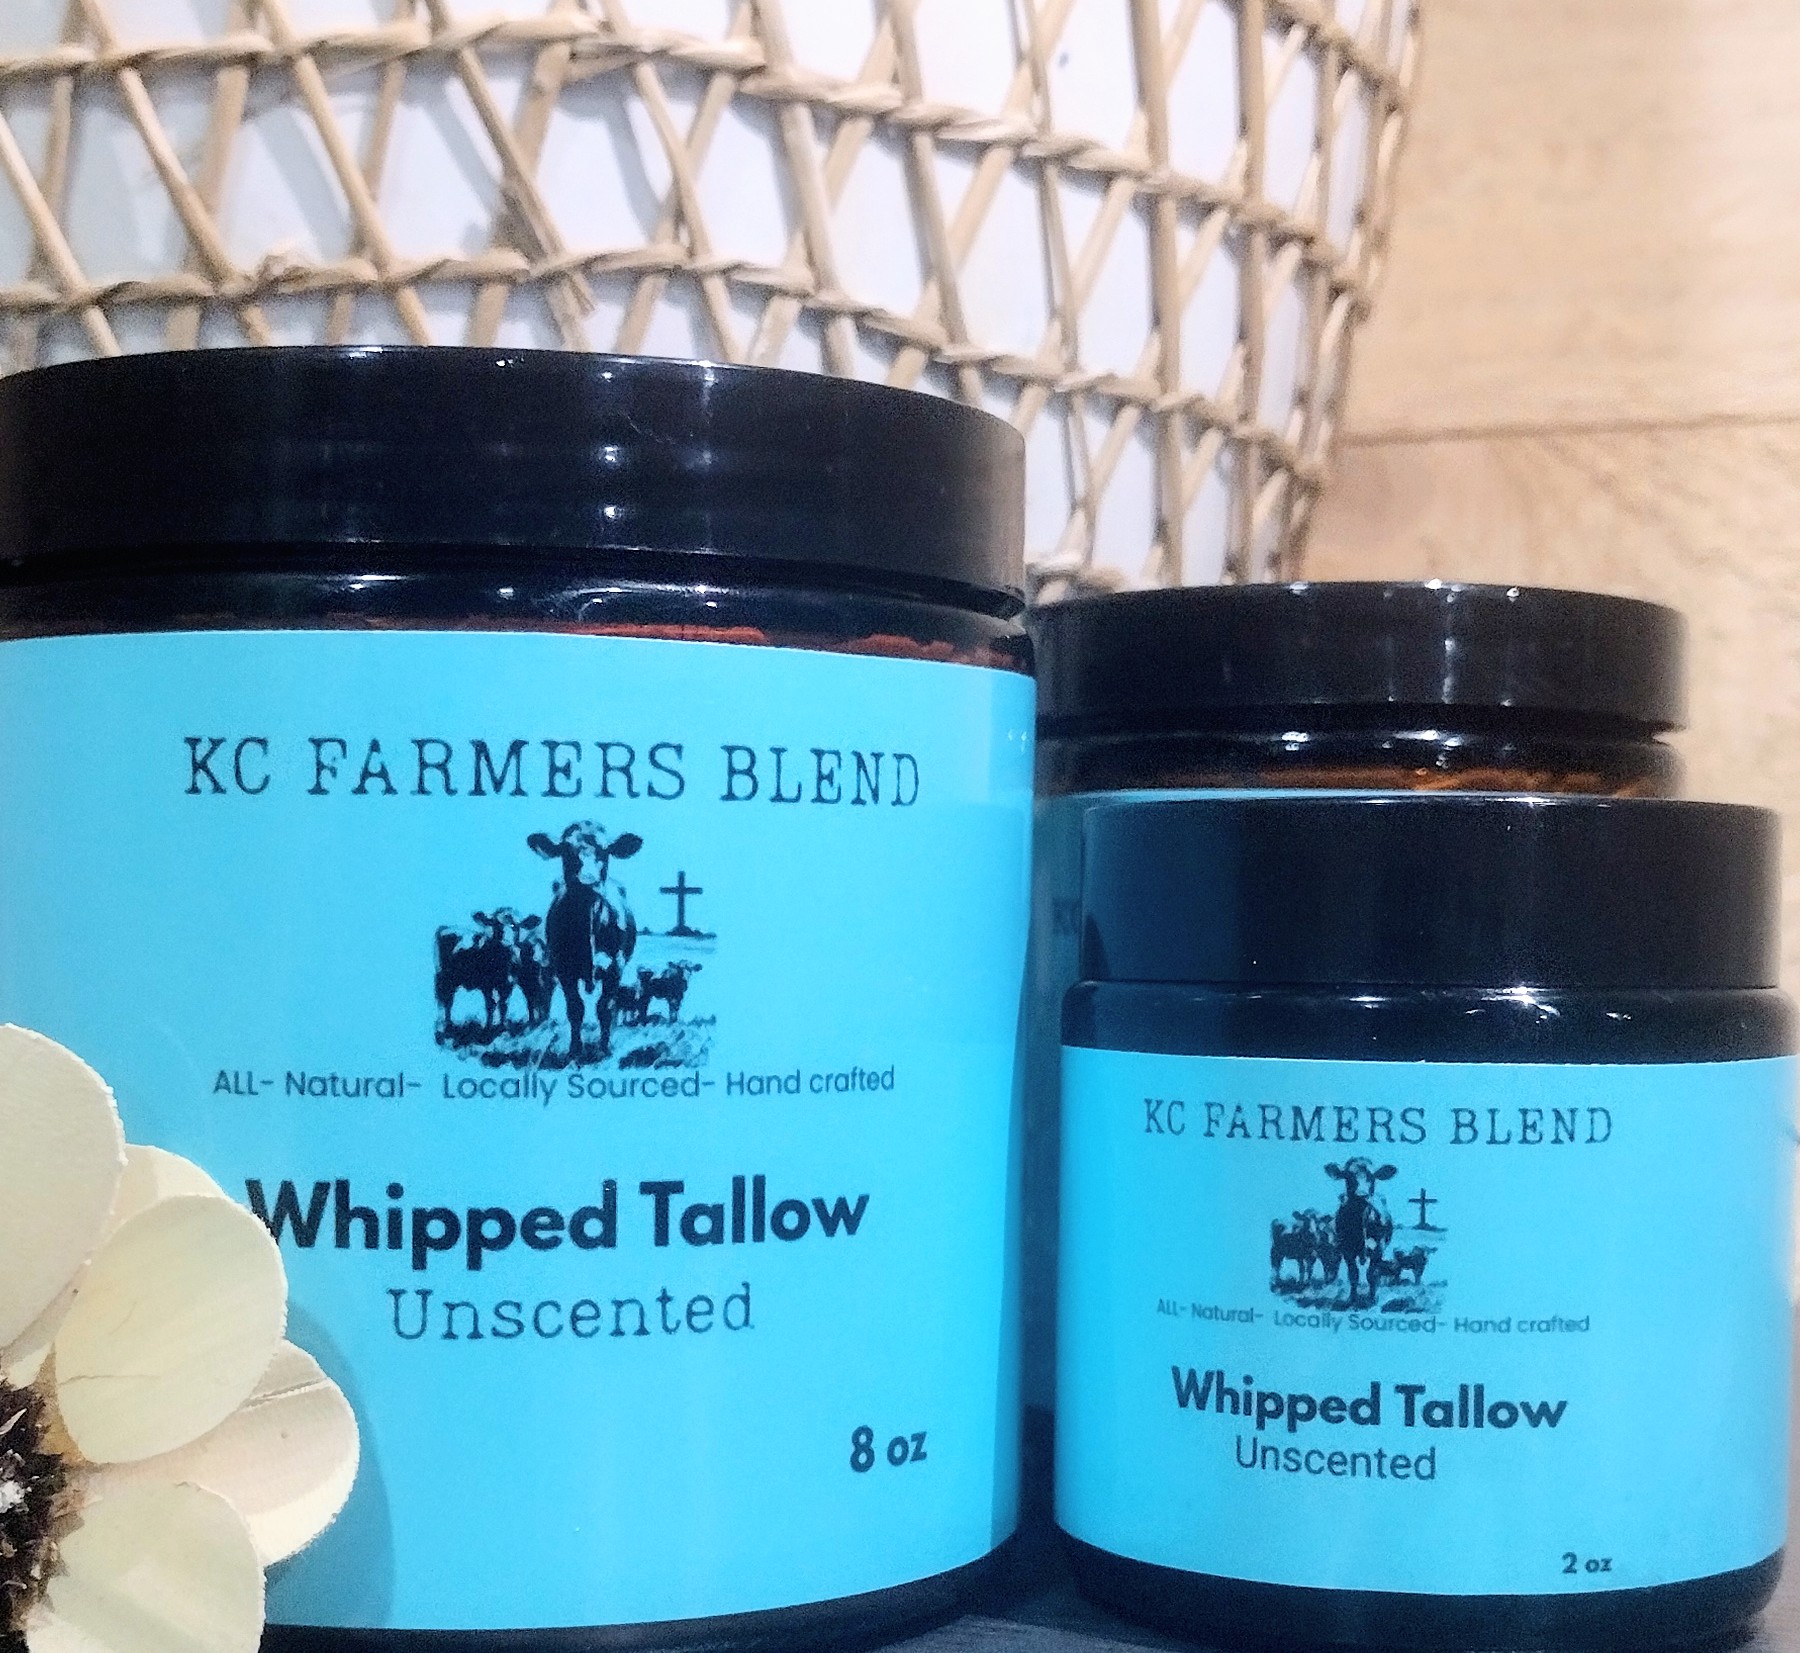 KC FARMERS BLEND
ALL- Natural- Locally Sourced- Hand crafted
Whipped Tallow
Unscented
8 oz
KC FARMERS BLEND
ALL- Natural- Locally Sourced- Hand crafted
Whipped Tallow
Unscented
2 oz